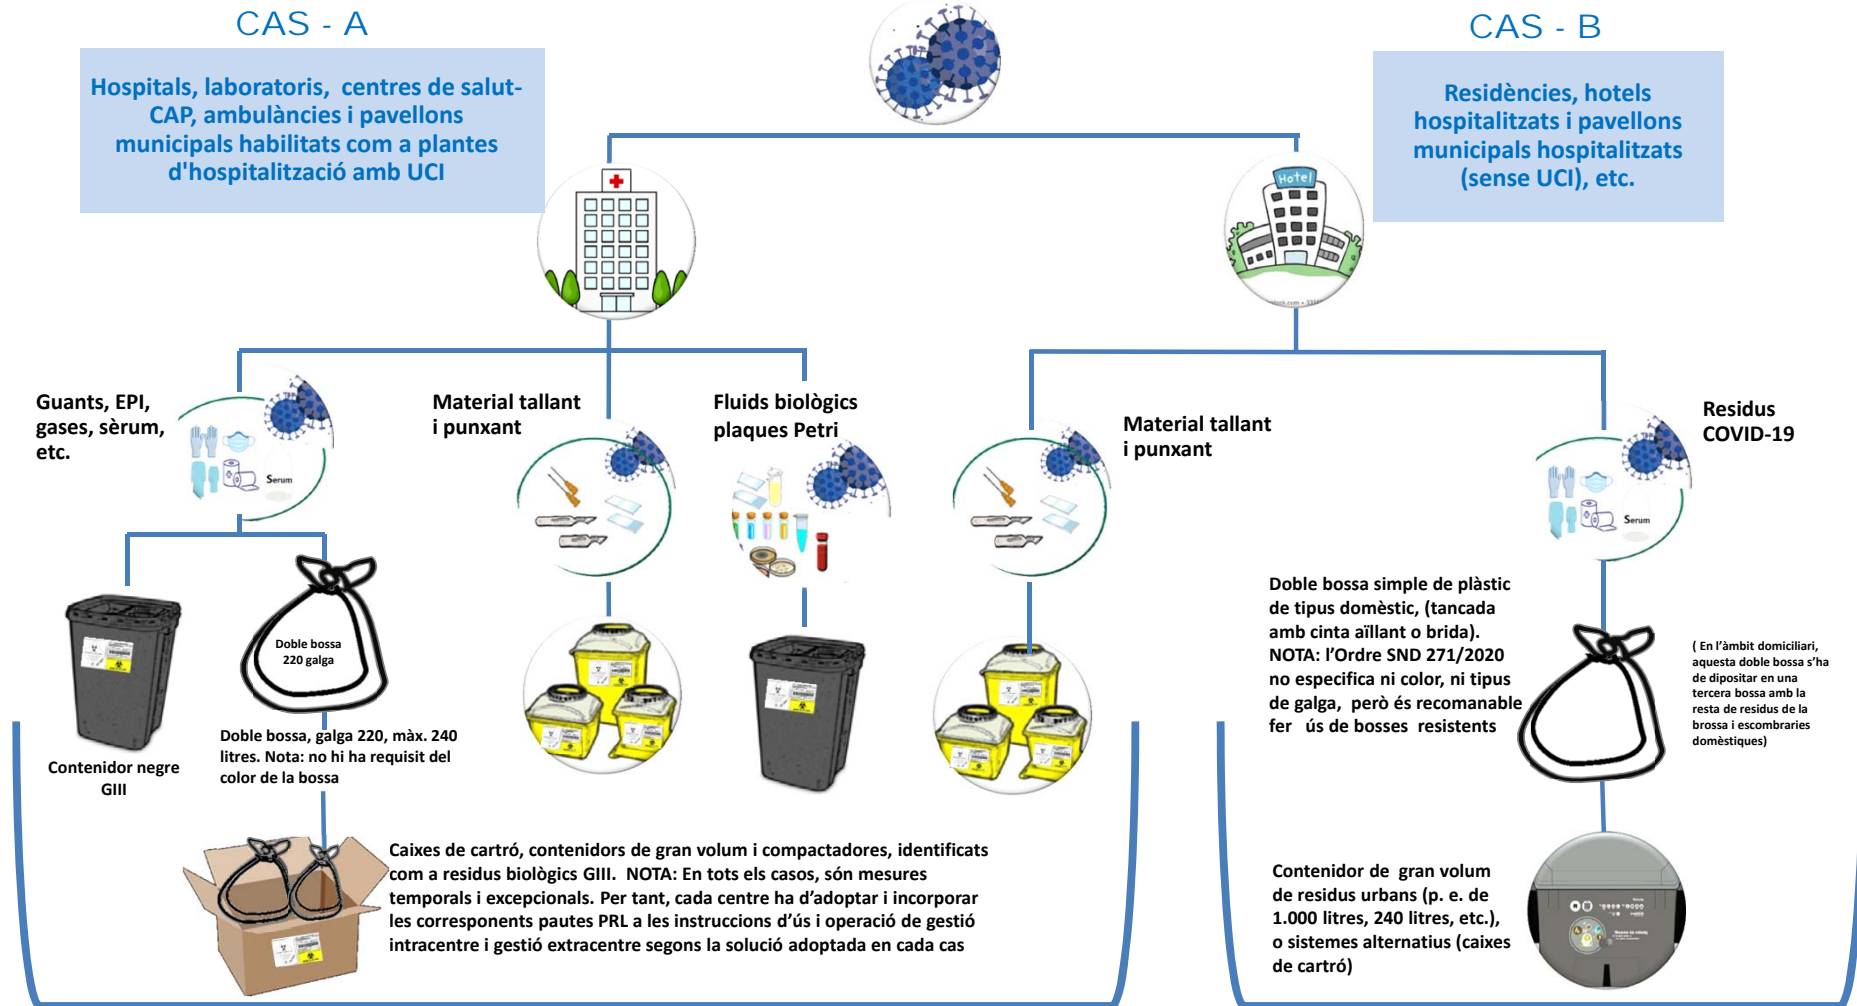 CAS - A
Hospitals, laboratoris, centres de salut-
CAP, ambulàncies i pavellons
municipals habilitats com a plantes
d'hospitalització amb UCI
CAS - B
Residències, hotels
hospitalitzats i pavellons
municipals hospitalitzats
(sense UCI), etc.
Hotel
Guants, EPI,
gases, sèrum,
etc.
Serum
Material tallant
i punxant
Fluids biològics
plaques Petri
Material tallant
i punxant
Residus
COVID-19
Serum
Doble bossa
220 galga
Contenidor negre
GIII
Doble bossa, galga 220, màx. 240
litres. Nota: no hi ha requisit del
color de la bossa
Caixes de cartró, contenidors de gran volum i compactadores, identificats
com a residus biològics GIII. NOTA: En tots els casos, són mesures
temporals i excepcionals. Per tant, cada centre ha d'adoptar i incorporar
les corresponents pautes PRL a les instruccions d'ús i operació de gestió
intracentre i gestió extracentre segons la solució adoptada en cada cas
Doble bossa simple de plàstic
de tipus domèstic, (tancada
amb cinta aïllant o brida).
NOTA: l'Ordre SND 271/2020
no especifica ni color, ni tipus
de galga, però és recomanable
fer ús de bosses resistents
( En l'àmbit domiciliari,
aquesta doble bossa s'ha
de dipositar en una
tercera bossa amb la
resta de residus de la
brossa i escombraries
domèstiques)
Contenidor de gran volum
de residus urbans (p. e. de
1.000 litres, 240 litres, etc.),
o sistemes alternatius (caixes
de cartró)